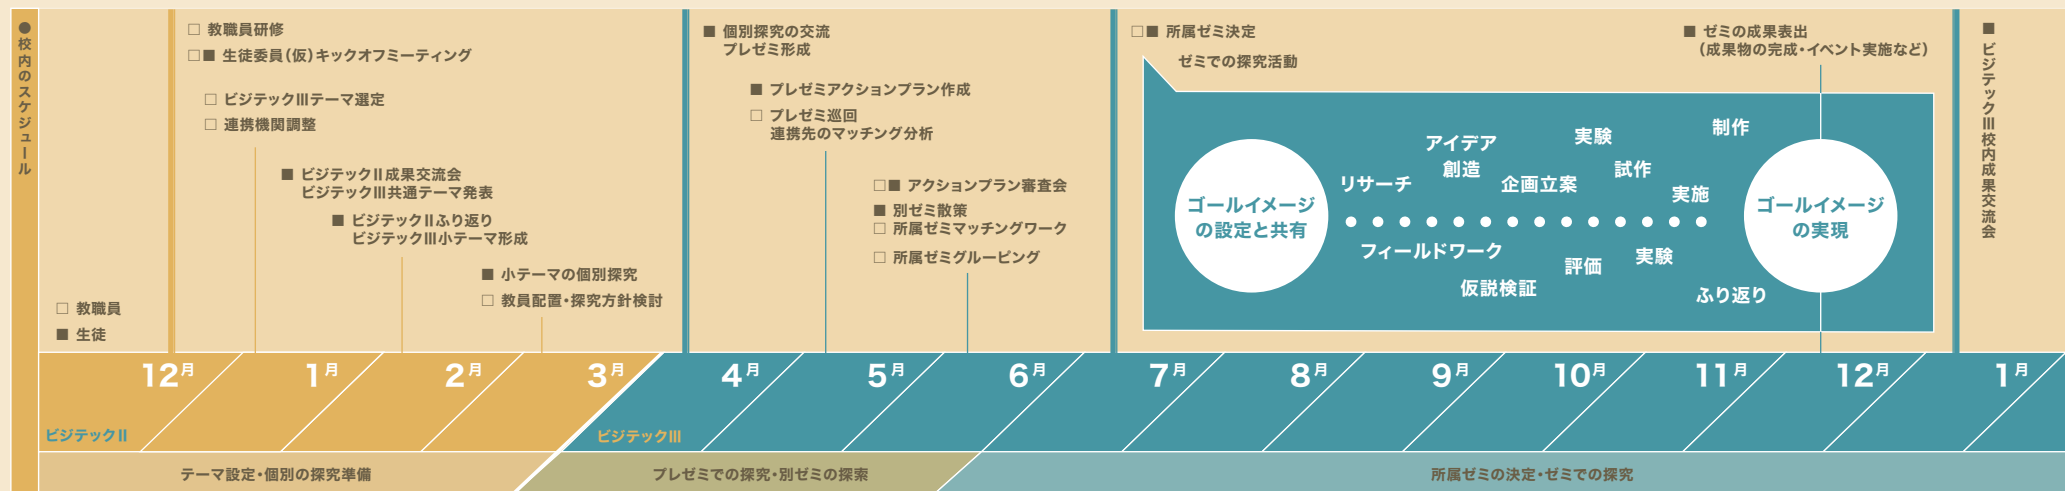 ●校内のスケジュール
□ 教職員
■ 生徒
□ 教職員研修
□■ 生徒委員(仮)キックオフミーティング
□ ビジテックⅢテーマ選定
□ 連携機関調整
■ ビジテックⅡ成果交流会
ビジテックⅢ共通テーマ発表
■ ビジテックⅡふり返り
ビジテックⅢ小テーマ形成
■ 小テーマの個別探究
□ 教員配置・探究方針検討
■ 個別探究の交流
プレゼミ形成
■ プレゼミアクションプラン作成
□ プレゼミ巡回
連携先のマッチング分析
□■ アクションプラン審査会
■ 別ゼミ散策
□ 所属ゼミマッチングワーク
□ 所属ゼミグルーピング
□■ 所属ゼミ決定
ゼミでの探究活動
■ ゼミの成果表出
(成果物の完成・イベント実施など)
ゴールイメージ
の設定と共有
リサーチ
アイデア
創造
企画立案
実験
試作
制作
実施
フィールドワーク
仮説検証
評価
実験
ふり返り
ゴールイメージ
の実現
■ ビジテックⅢ校内成果交流会
12月
1月
2月
3月
4月
5月
6月
7月
8月
9月
10月
11月
12月
1月
ビジテックⅡ
ビジテックⅢ
テーマ設定・個別の探究準備
プレゼミでの探究・別ゼミの探索
所属ゼミの決定・ゼミでの探究